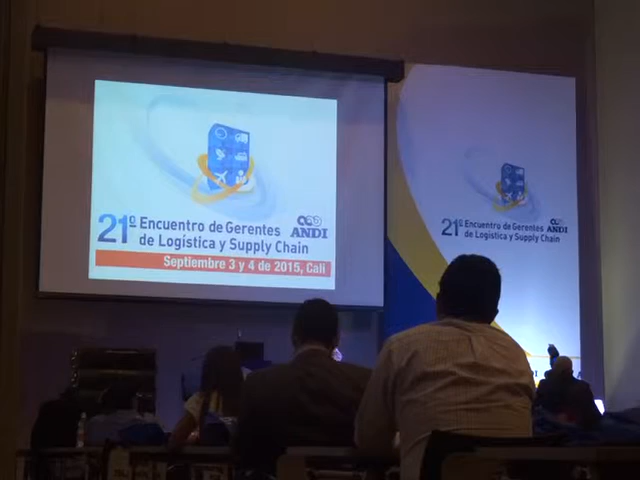 21º Encuentro de Gerentes
de Logística y Supply Chain
ANDI
Septiembre 3 y 4 de 2015, Cali
21º Encuentro de Gerentes
de Logística y Supply Chain
ANDI